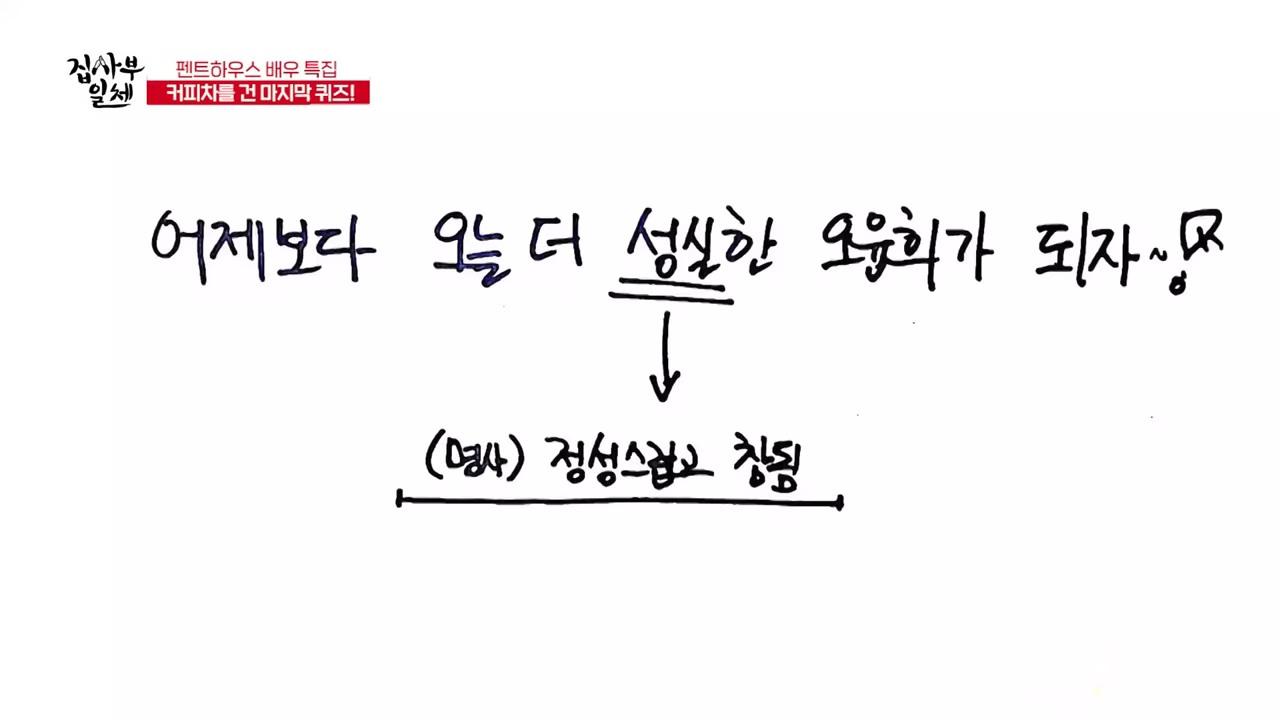 집사부
일체
펜트하우스 배우 특집
커피차를 건 마지막 퀴즈!
어제보다 오늘 더 성실한 오윤희가 되자~
(명사) 정성스럽고 참됨